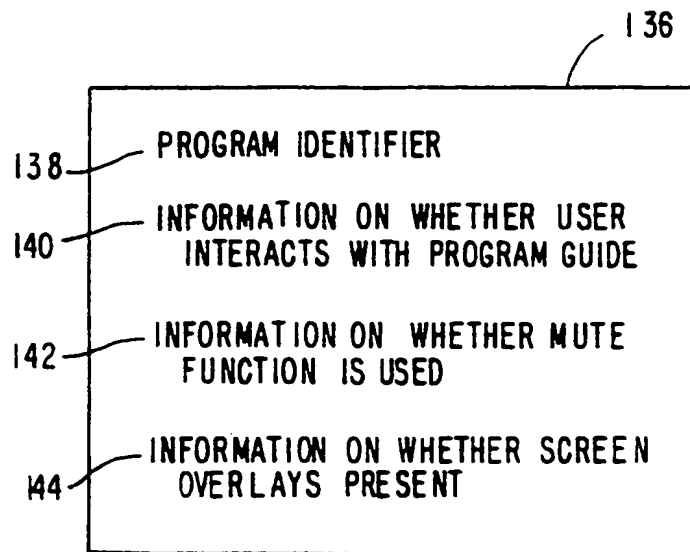 136
138 PROGRAM IDENTIFIER
140 INFORMATION ON WHETHER USER
INTERACTS WITH PROGRAM GUIDE
142 INFORMATION ON WHETHER MUTE
FUNCTION IS USED
144 INFORMATION ON WHETHER SCREEN
OVERLAYS PRESENT